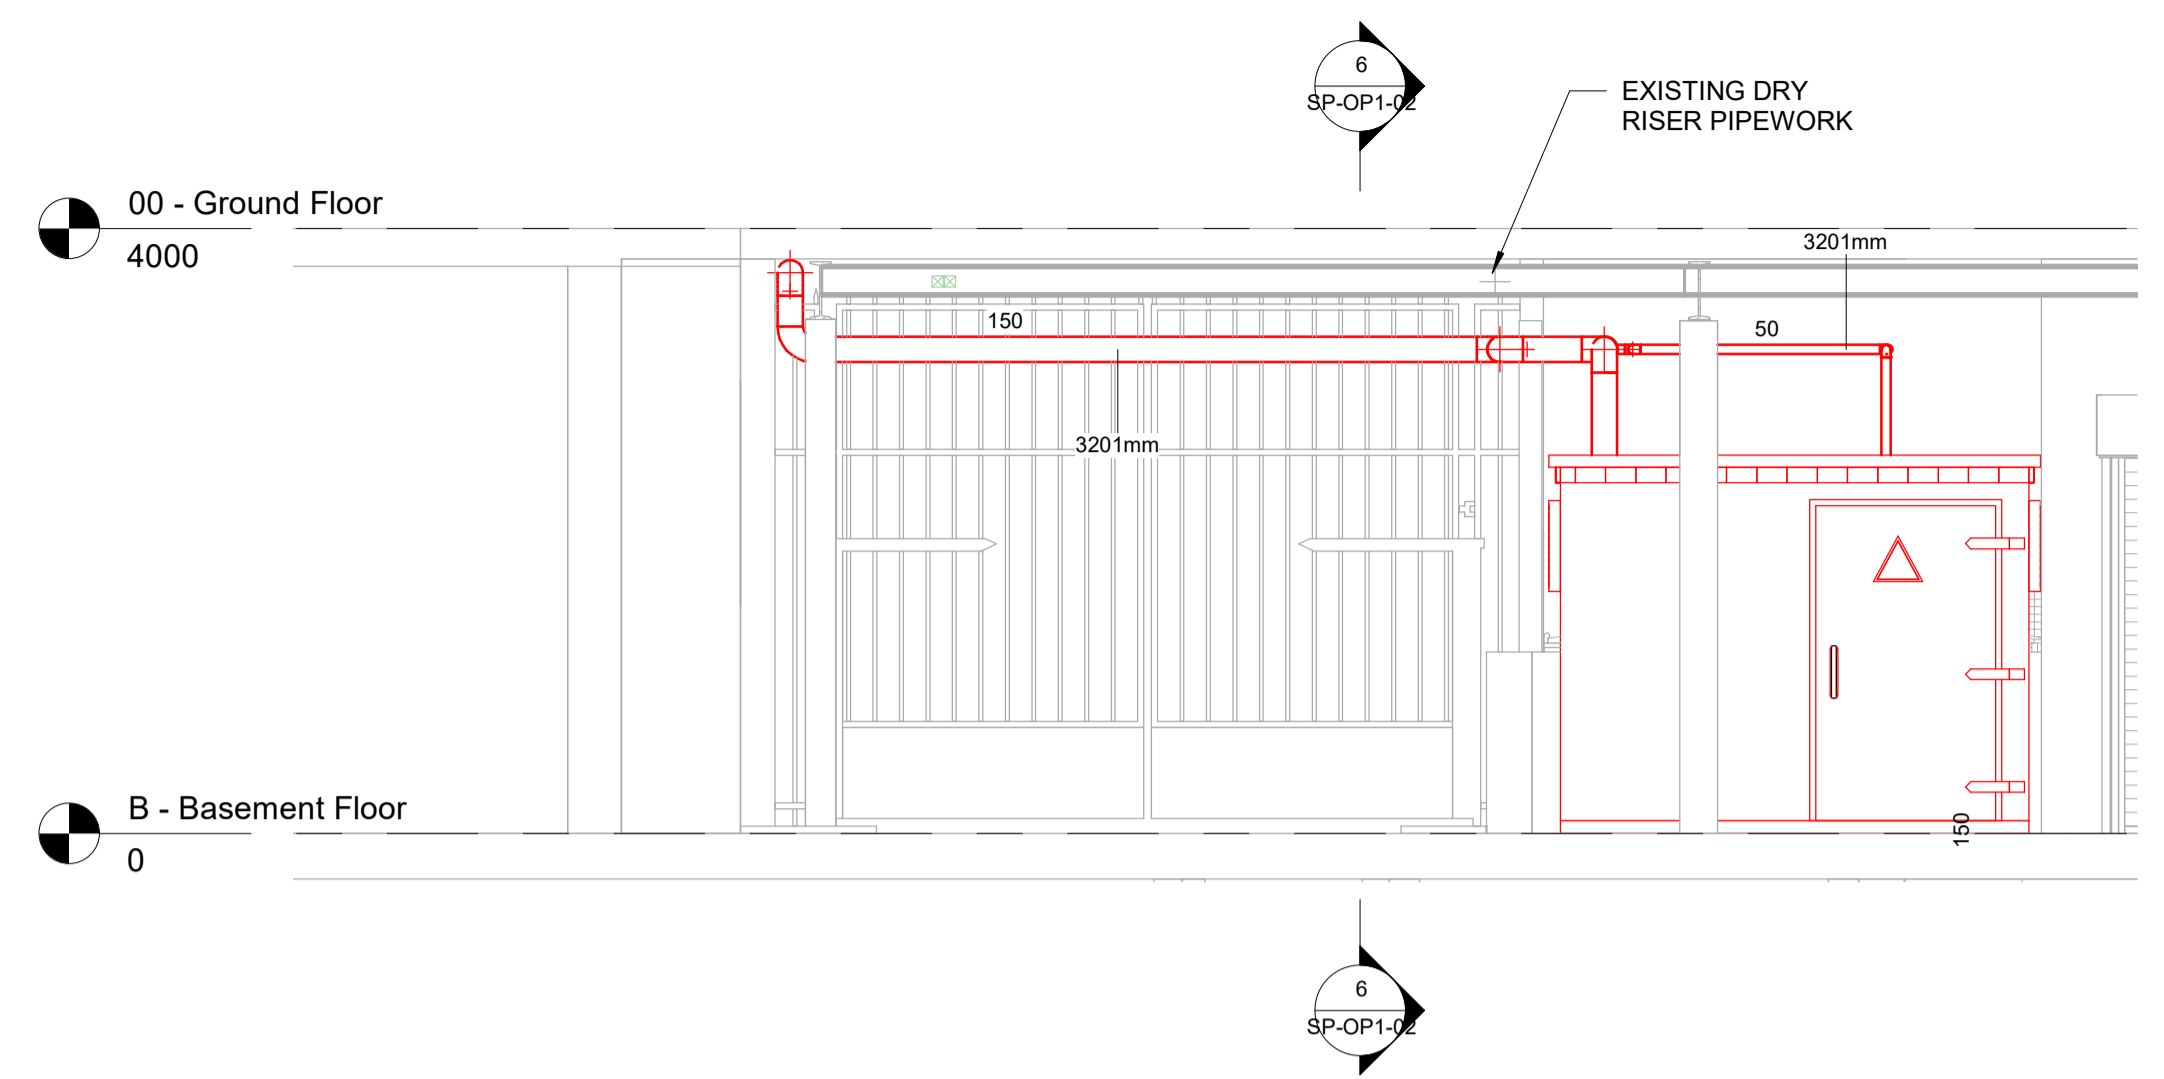 6
SP-OP1-02
EXISTING DRY
RISER PIPEWORK
00 - Ground Floor
4000
3201mm
150
50
3201mm
B - Basement Floor
0
150
6
SP-OP1-02